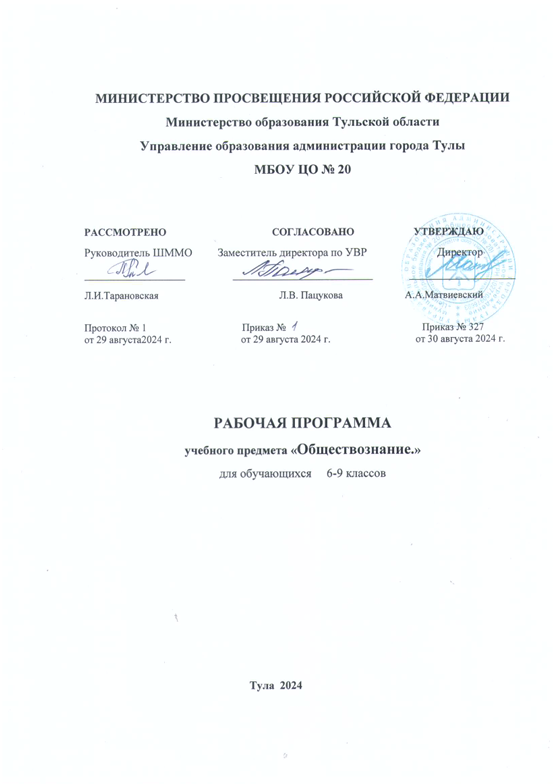 МИНИСТЕРСТВО ПРОСВЕЩЕНИЯ РОССИЙСКОЙ ФЕДЕРАЦИИ
Министерство образования Тульской области
Управление образования администрации города Тулы
МБОУ ЦО № 20
РАССМОТРЕНО СОГЛАСОВАНО УТВЕРЖДАЮ
Руководитель ШММО Заместитель директора по УВР Директор
Л.И.Тарановская Л.В. Пацукова А.А.Матвиевский
Протокол № 1 Приказ № 1 Приказ № 327
от 29 августа2024 г. от 29 августа 2024 г. от 30 августа 2024 г.
РАБОЧАЯ ПРОГРАММА
учебного предмета «Обществознание.»
для обучающихся 6-9 классов
Тула 2024